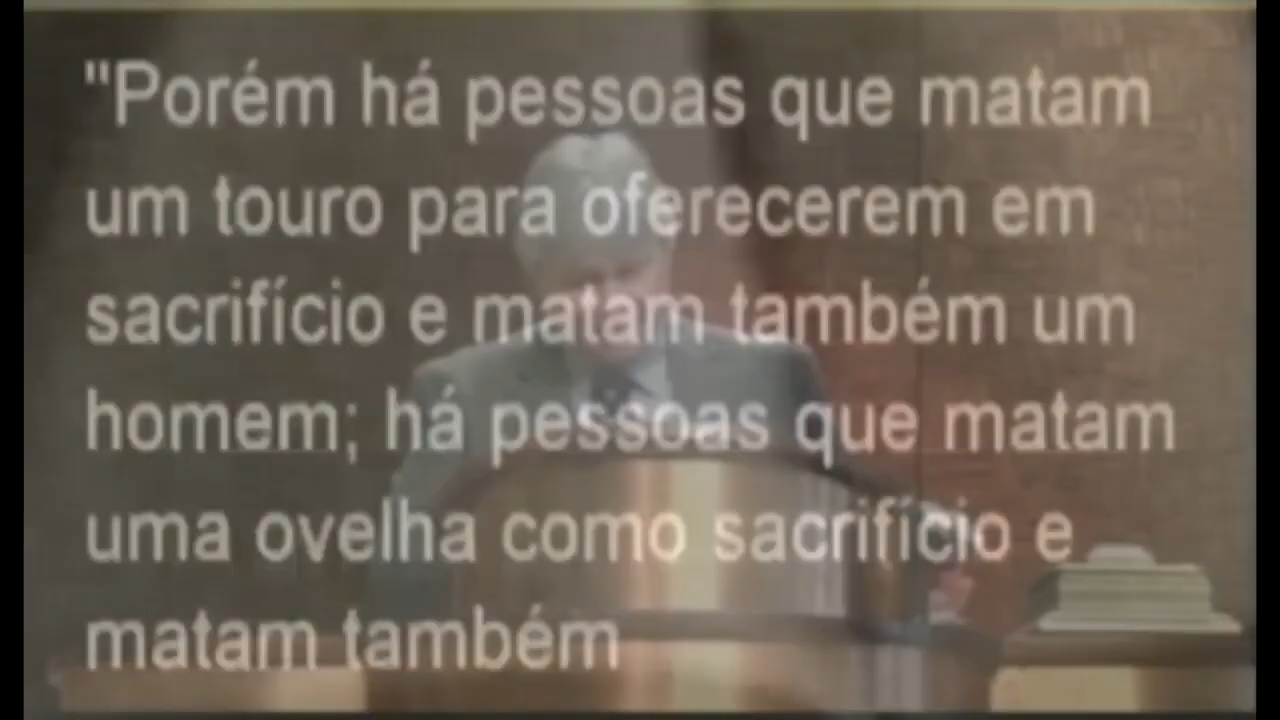 "Porém há pessoas que matam
um touro para oferecerem em
sacrifício e matam também um
homem; há pessoas que matam
uma ovelha como sacrifício e
matam também